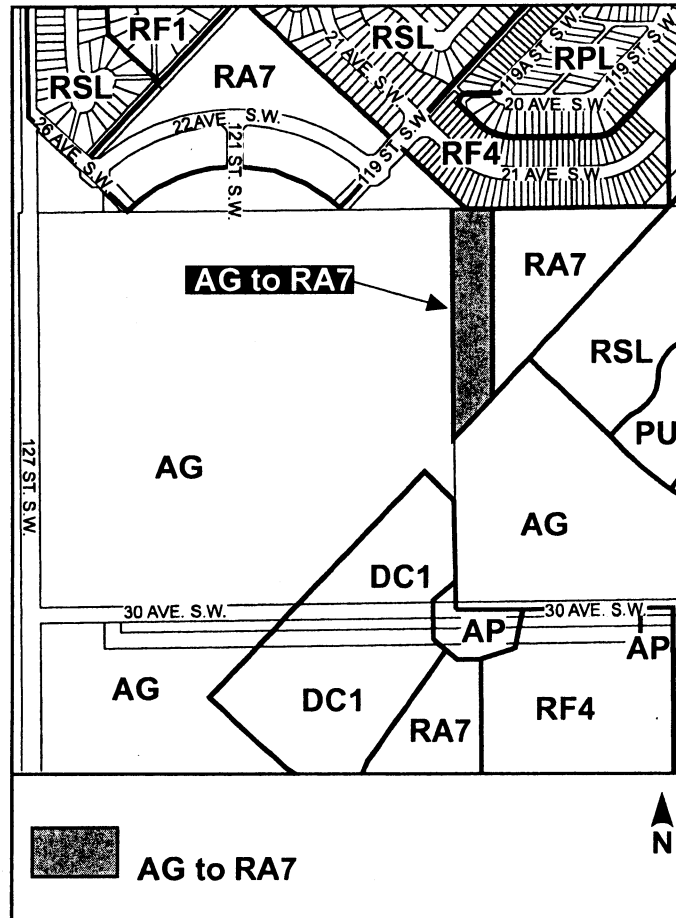 RF1
RSL
RA7
RSL
RPL
RF4
21 AVE. S.W.
119A ST. S.W.
119 ST. S.W.
20 AVE. S.W.
26 AVE. S.W.
22 AVE. S.W.
121 ST. S.W.
119 ST. S.W.
21 AVE. S.W.
AG to RA7
RA7
RSL
PU
127 ST. S.W.
AG
AG
DC1
30 AVE. S.W.
30 AVE. S.W.
AP
AP
AG
DC1
RA7
RF4
N
AG to RA7